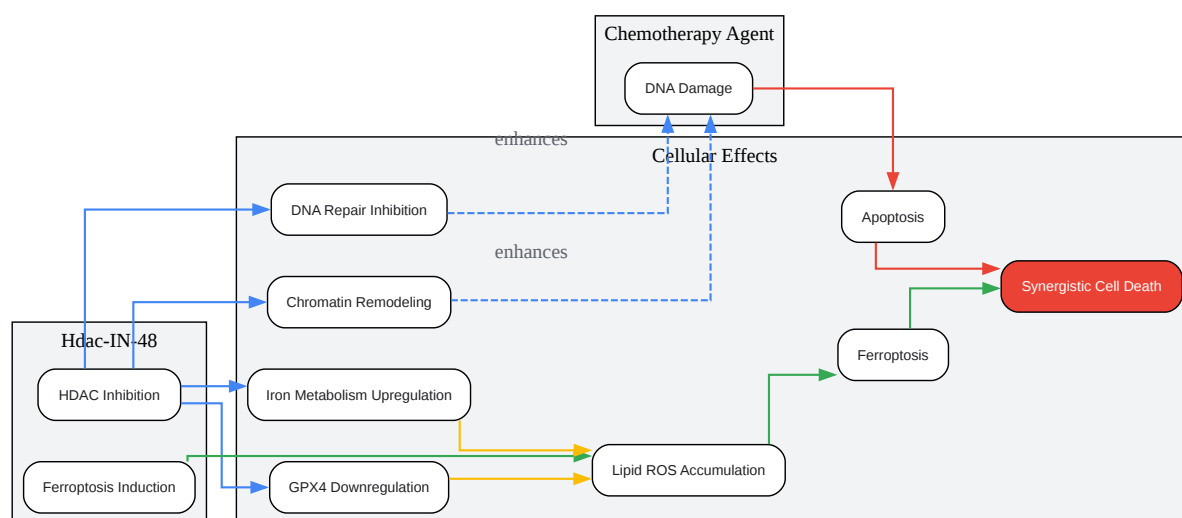 Chemotherapy Agent
DNA Damage
enhances
Cellular Effects
DNA Repair Inhibition
Apoptosis
enhances
Synergistic Cell Death
Chromatin Remodeling
Hdac-IN-48
Ferroptosis
HDAC Inhibition
Iron Metabolism Upregulation
Lipid ROS Accumulation
Ferroptosis Induction
GPX4 Downregulation